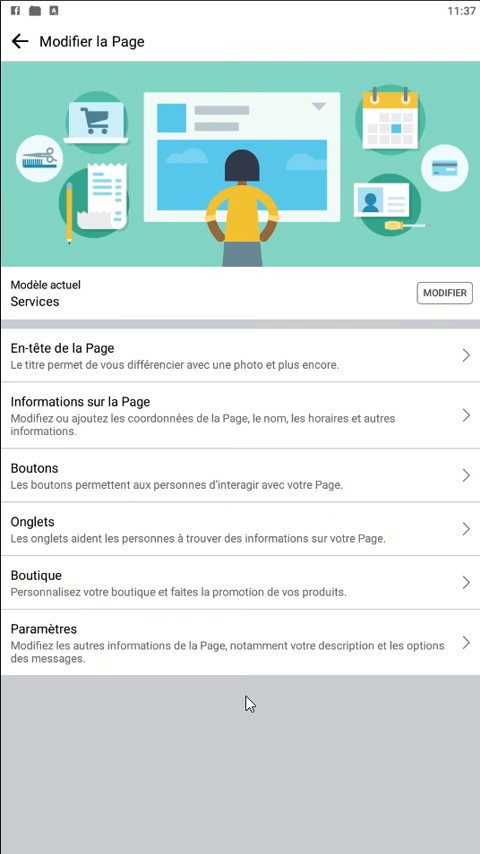 11:37
Modifier la Page
Modèle actuel
Services
MODIFIER
En-tête de la Page
Le titre permet de vous différencier avec une photo et plus encore.
Informations sur la Page
Modifiez ou ajoutez les coordonnées de la Page, le nom, les horaires et autres
informations.
Boutons
Les boutons permettent aux personnes d’interagir avec votre Page.
Onglets
Les onglets aident les personnes à trouver des informations sur votre Page.
Boutique
Personnalisez votre boutique et faites la promotion de vos produits.
Paramètres
Modifiez les autres informations de la Page, notamment votre description et les options
des messages.